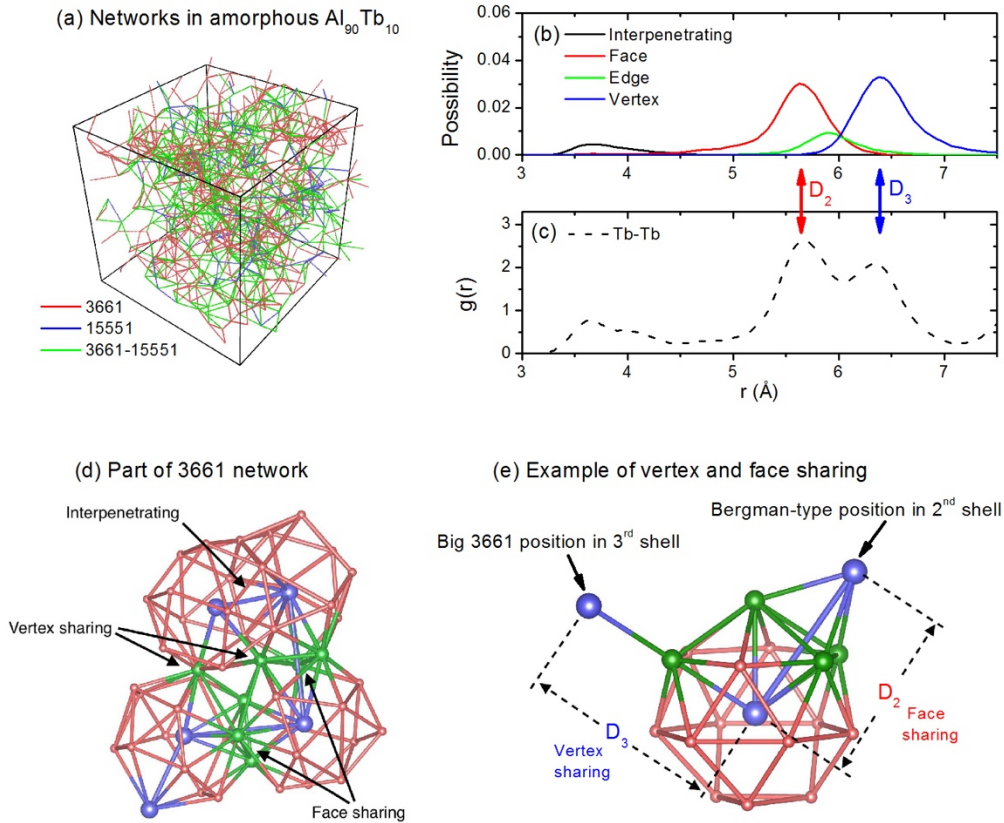 (a) Networks in amorphous Al₉₀Tb₁₀
3661
15551
3661-15551
(b)
Interpenetrating
Face
Edge
Vertex
Possibility
0.06
0.04
0.02
0.00
3 4 5 6 7
D₂
D₃
(c)
Tb-Tb
g(r)
3
2
1
0
3 4 5 6 7
r (Å)
(d) Part of 3661 network
Interpenetrating
Vertex sharing
Face sharing
(e) Example of vertex and face sharing
Big 3661 position in 3ʳᵈ shell
Bergman-type position in 2ⁿᵈ shell
D₃
Vertex
sharing
D₂
Face
sharing